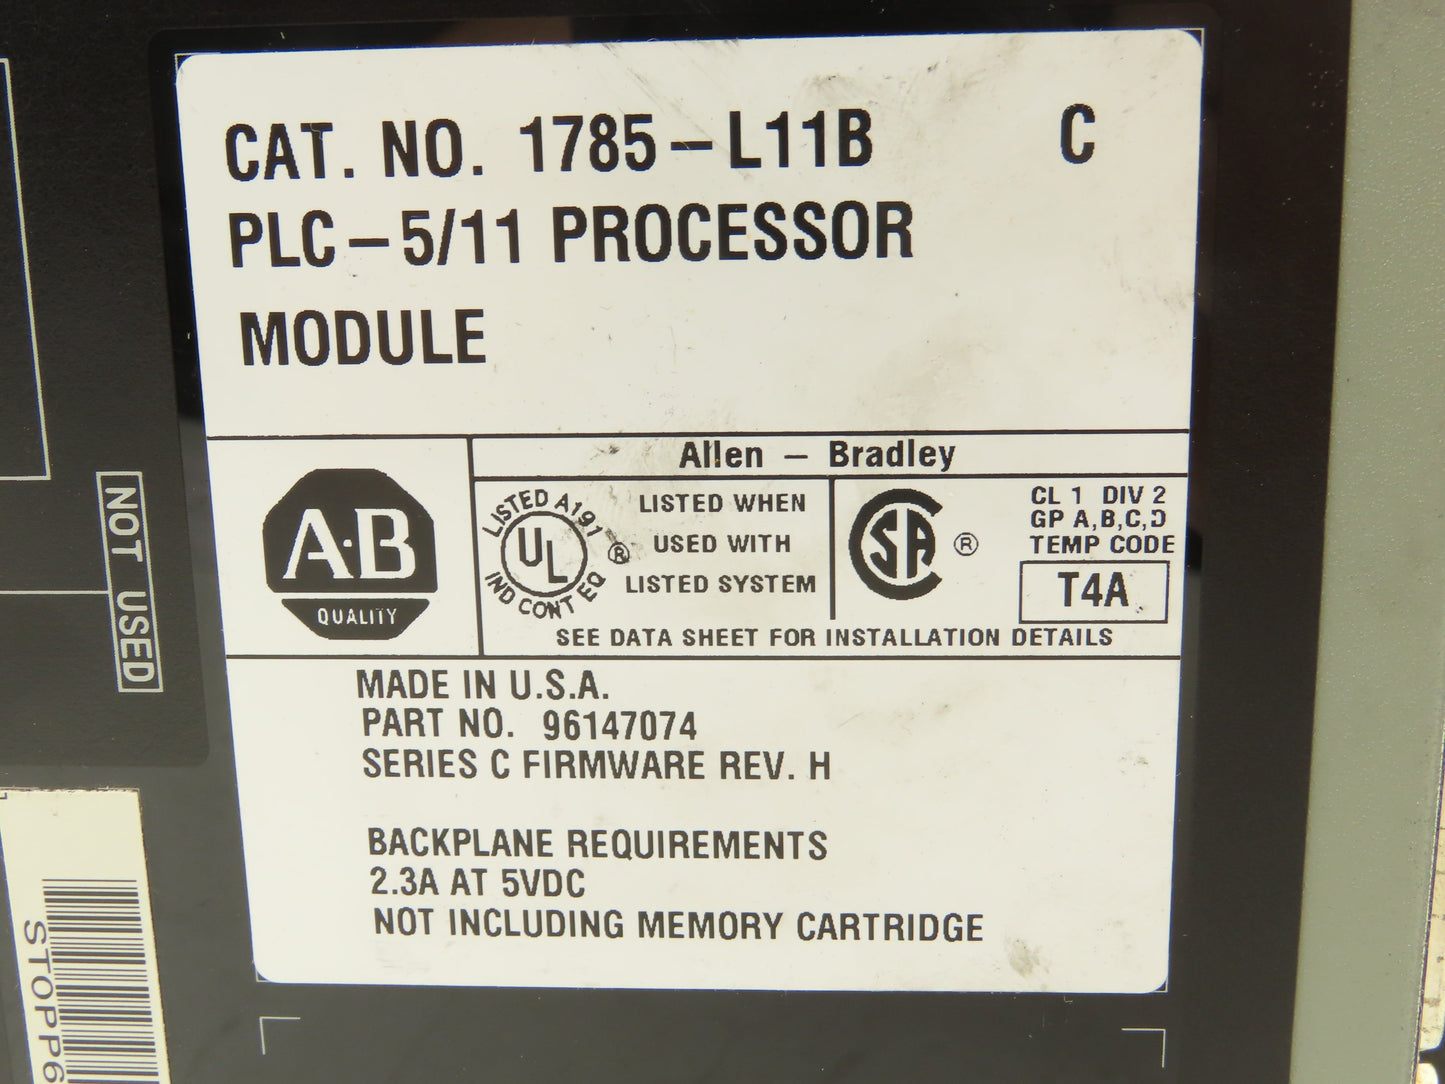 CAT. NO. 1785-L11B C
PLC-5/11 PROCESSOR
MODULE
Allen - Bradley
A·B
QUALITY
LISTED A191
UL ®
IND CONT EQ
LISTED WHEN
USED WITH
LISTED SYSTEM
SA ®
CL 1 DIV 2
GP A,B,C,D
TEMP CODE
T4A
SEE DATA SHEET FOR INSTALLATION DETAILS
MADE IN U.S.A.
PART NO. 96147074
SERIES C FIRMWARE REV. H
BACKPLANE REQUIREMENTS
2.3A AT 5VDC
NOT INCLUDING MEMORY CARTRIDGE
NOT USED
STOPP6